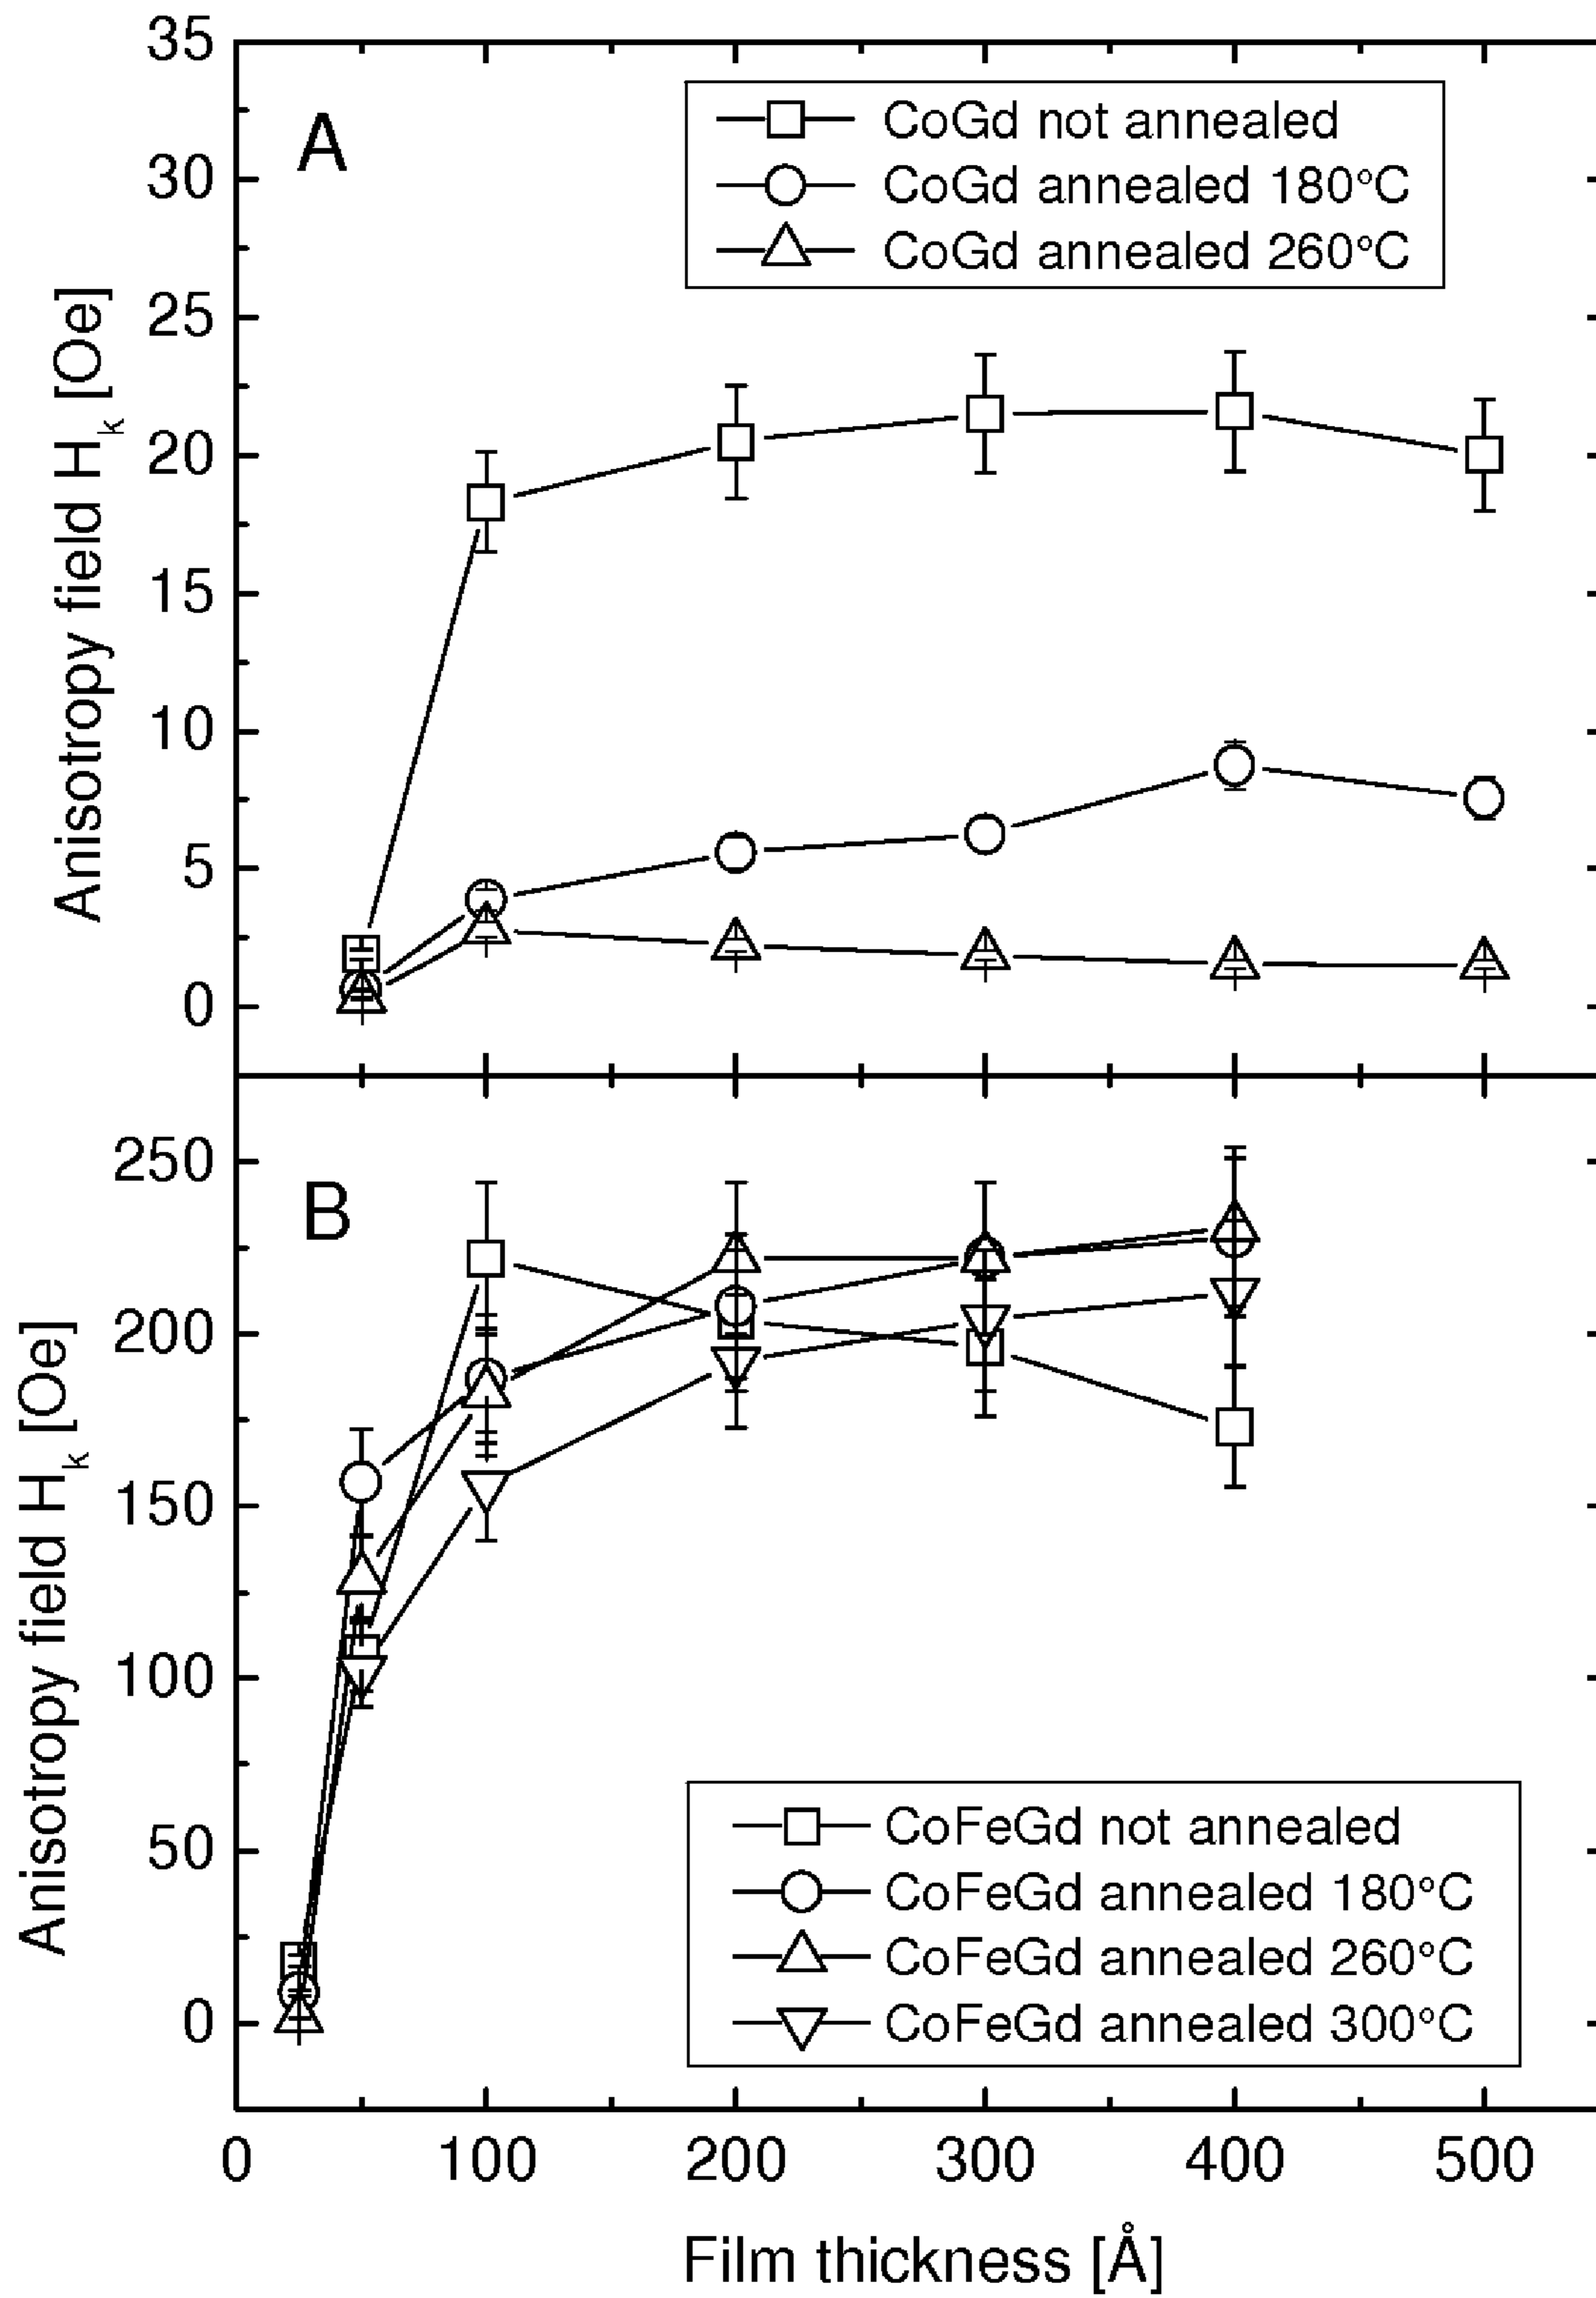 35
30
25
20
15
10
5
0
Anisotropy field Hk [Oe]
A
CoGd not annealed
CoGd annealed 180°C
CoGd annealed 260°C
250
200
150
100
50
0
Anisotropy field Hk [Oe]
B
CoFeGd not annealed
CoFeGd annealed 180°C
CoFeGd annealed 260°C
CoFeGd annealed 300°C
0 100 200 300 400 500
Film thickness [Å]